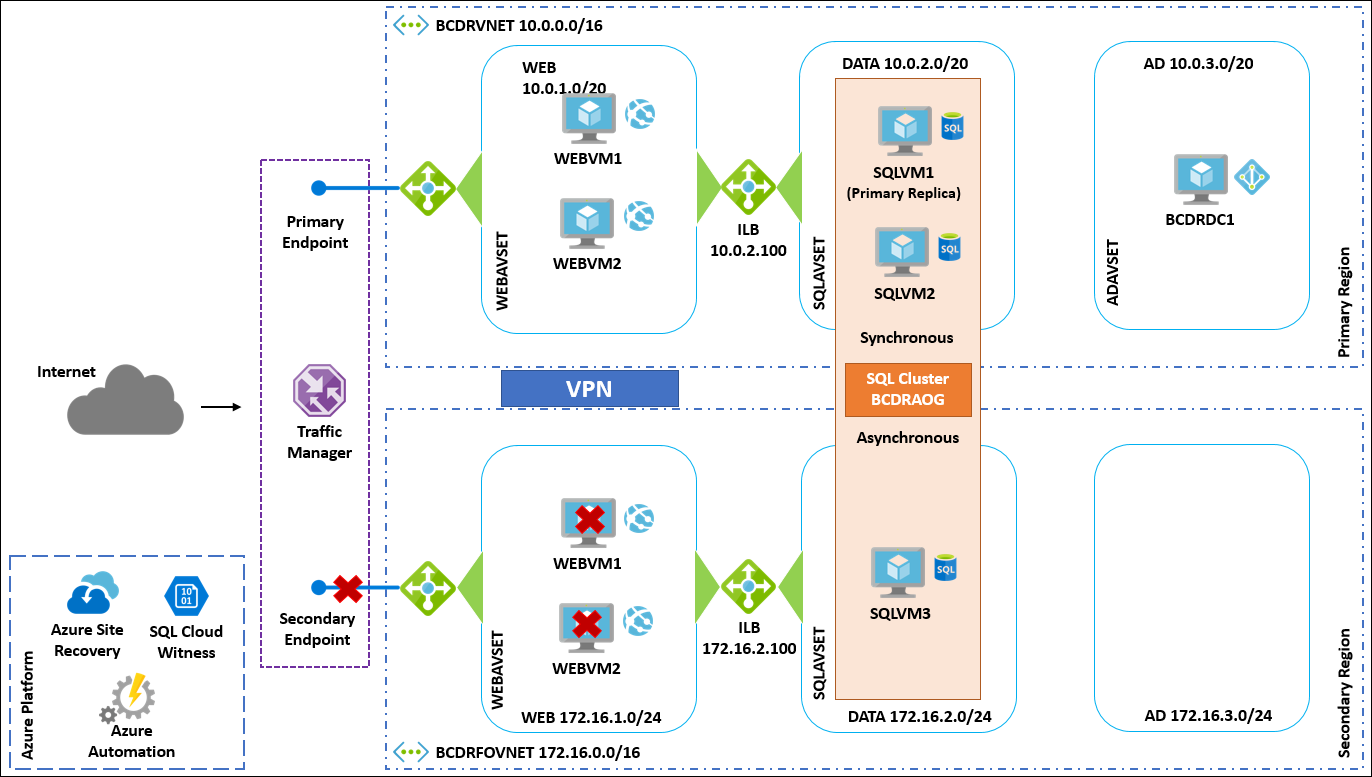 BCDRVNET 10.0.0.0/16
WEB
10.0.1.0/20
WEBVM1
WEBVM2
WEBAVSET
ILB
10.0.2.100
DATA 10.0.2.0/20
SQL
SQLVM1
(Primary Replica)
SQL
SQLVM2
SQLAVSET
Synchronous
AD 10.0.3.0/20
BCDRDC1
ADAVSET
Primary Region
Primary
Endpoint
Internet
Traffic
Manager
VPN
SQL Cluster
BCDRAOG
Asynchronous
Secondary
Endpoint
WEBVM1
WEBVM2
WEBAVSET
WEB 172.16.1.0/24
ILB
172.16.2.100
SQL
SQLVM3
SQLAVSET
DATA 172.16.2.0/24
AD 172.16.3.0/24
Secondary Region
BCDRFOVNET 172.16.0.0/16
Azure Site
Recovery
10
01
SQL Cloud
Witness
Azure
Automation
Azure Platform